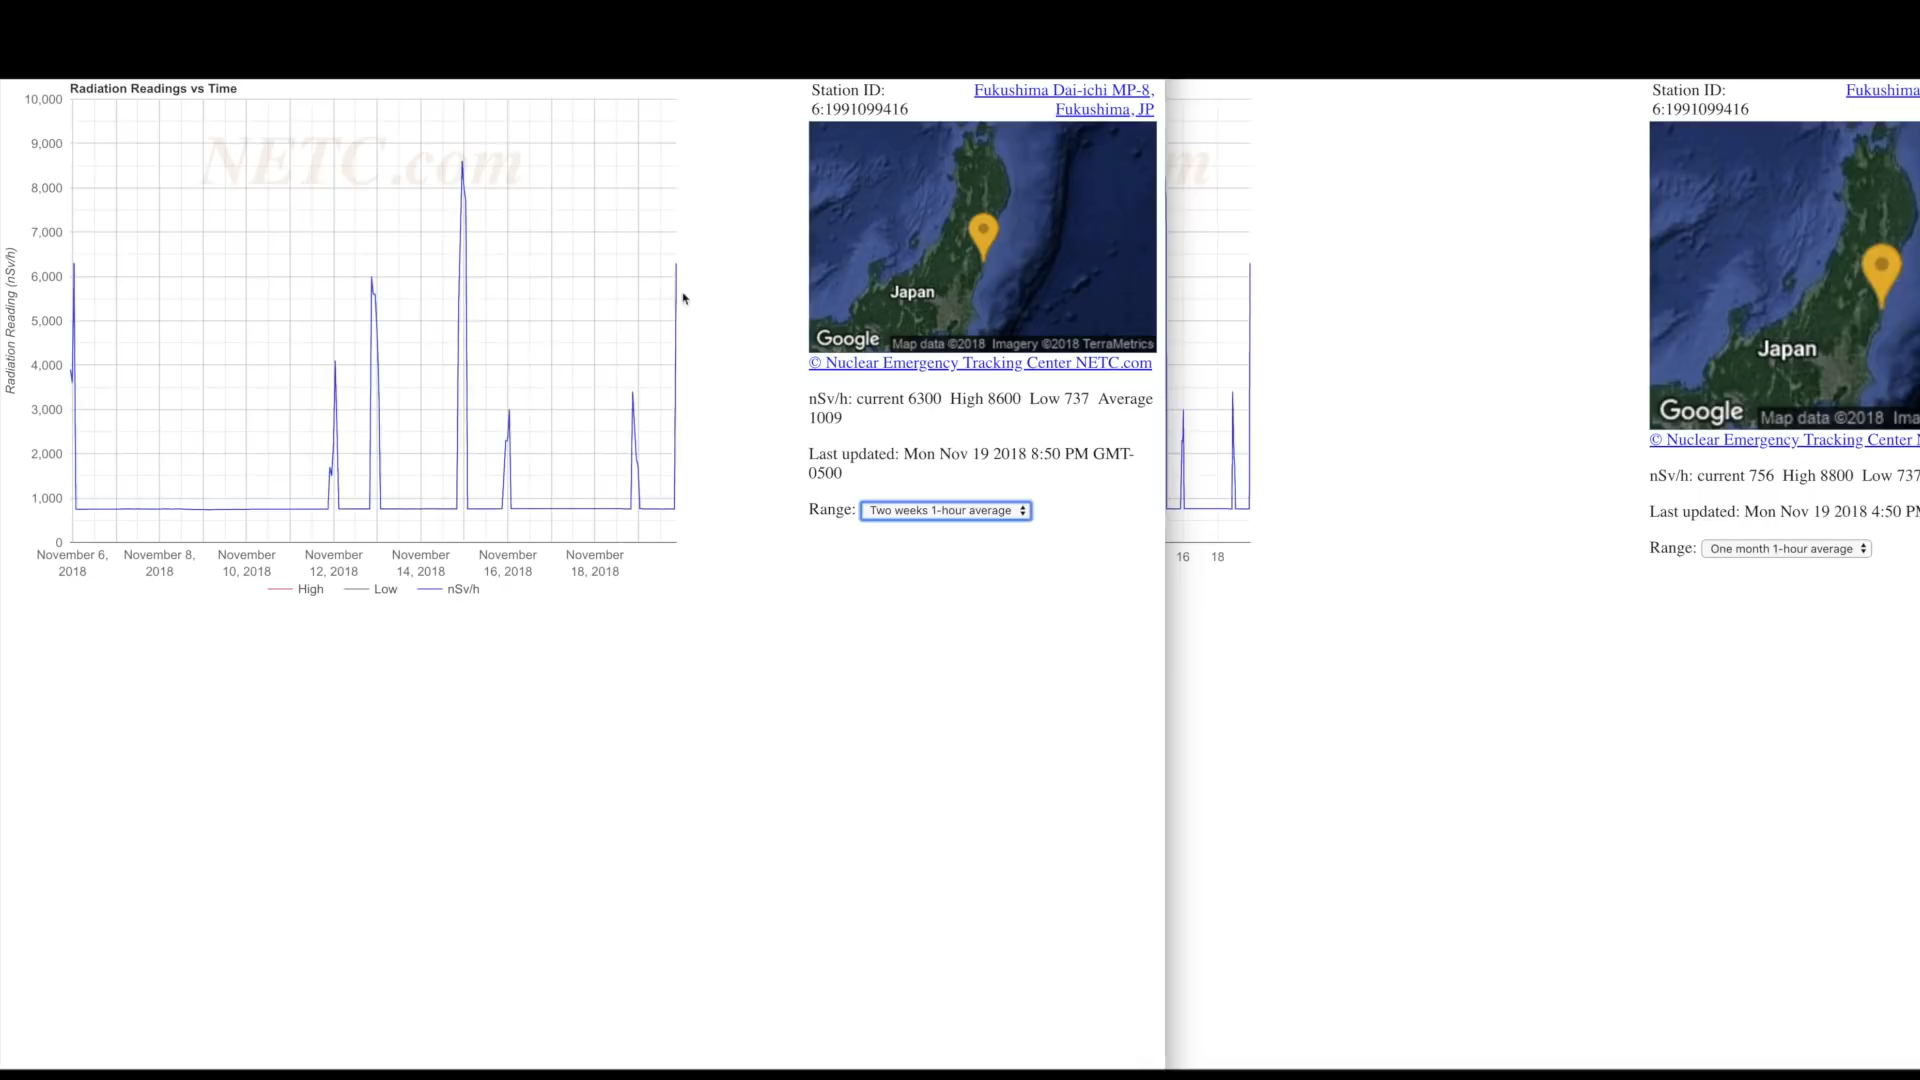 Radiation Readings vs Time
10,000
9,000
8,000
7,000
6,000
5,000
4,000
3,000
2,000
1,000
0
Radiation Reading (nSv/h)
NETC.com
November 6,
2018
November 8,
2018
November
10, 2018
November
12, 2018
November
14, 2018
November
16, 2018
November
18, 2018
High Low nSv/h
Station ID: Fukushima Dai-ichi MP-8,
6:1991099416 Fukushima, JP
Japan
Google Map data ©2018 Imagery ©2018 TerraMetrics
© Nuclear Emergency Tracking Center NETC.com
nSv/h: current 6300 High 8600 Low 737 Average
1009
Last updated: Mon Nov 19 2018 8:50 PM GMT-
0500
Range: Two weeks 1-hour average
m
16 18
Station ID: Fukushima
6:1991099416
Japan
Google Map data ©2018 Ima
© Nuclear Emergency Tracking Center
nSv/h: current 756 High 8800 Low 737
Last updated: Mon Nov 19 2018 4:50 PM
Range: One month 1-hour average